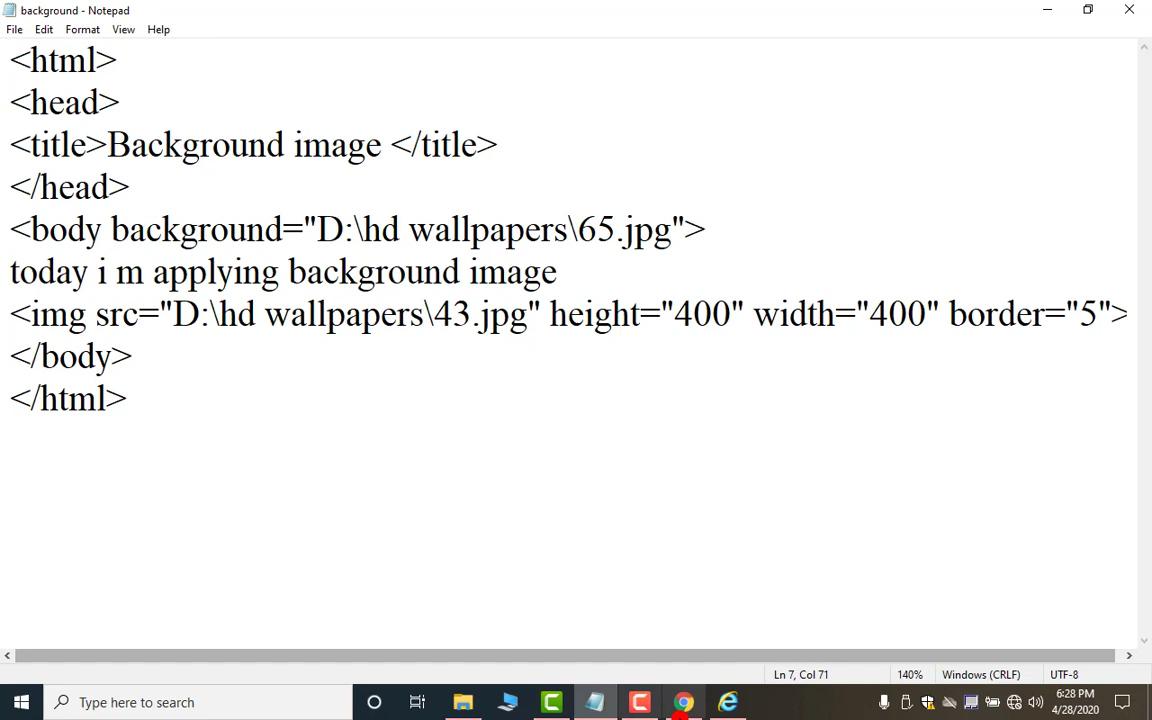 background - Notepad
File Edit Format View Help
<html>
<head>
<title>Background image </title>
</head>
<body background="D:\hd wallpapers\65.jpg">
today i m applying background image
<img src="D:\hd wallpapers\43.jpg" height="400" width="400" border="5">
</body>
</html>
Ln 7, Col 71 140% Windows (CRLF) UTF-8
Type here to search
6:28 PM
4/28/2020